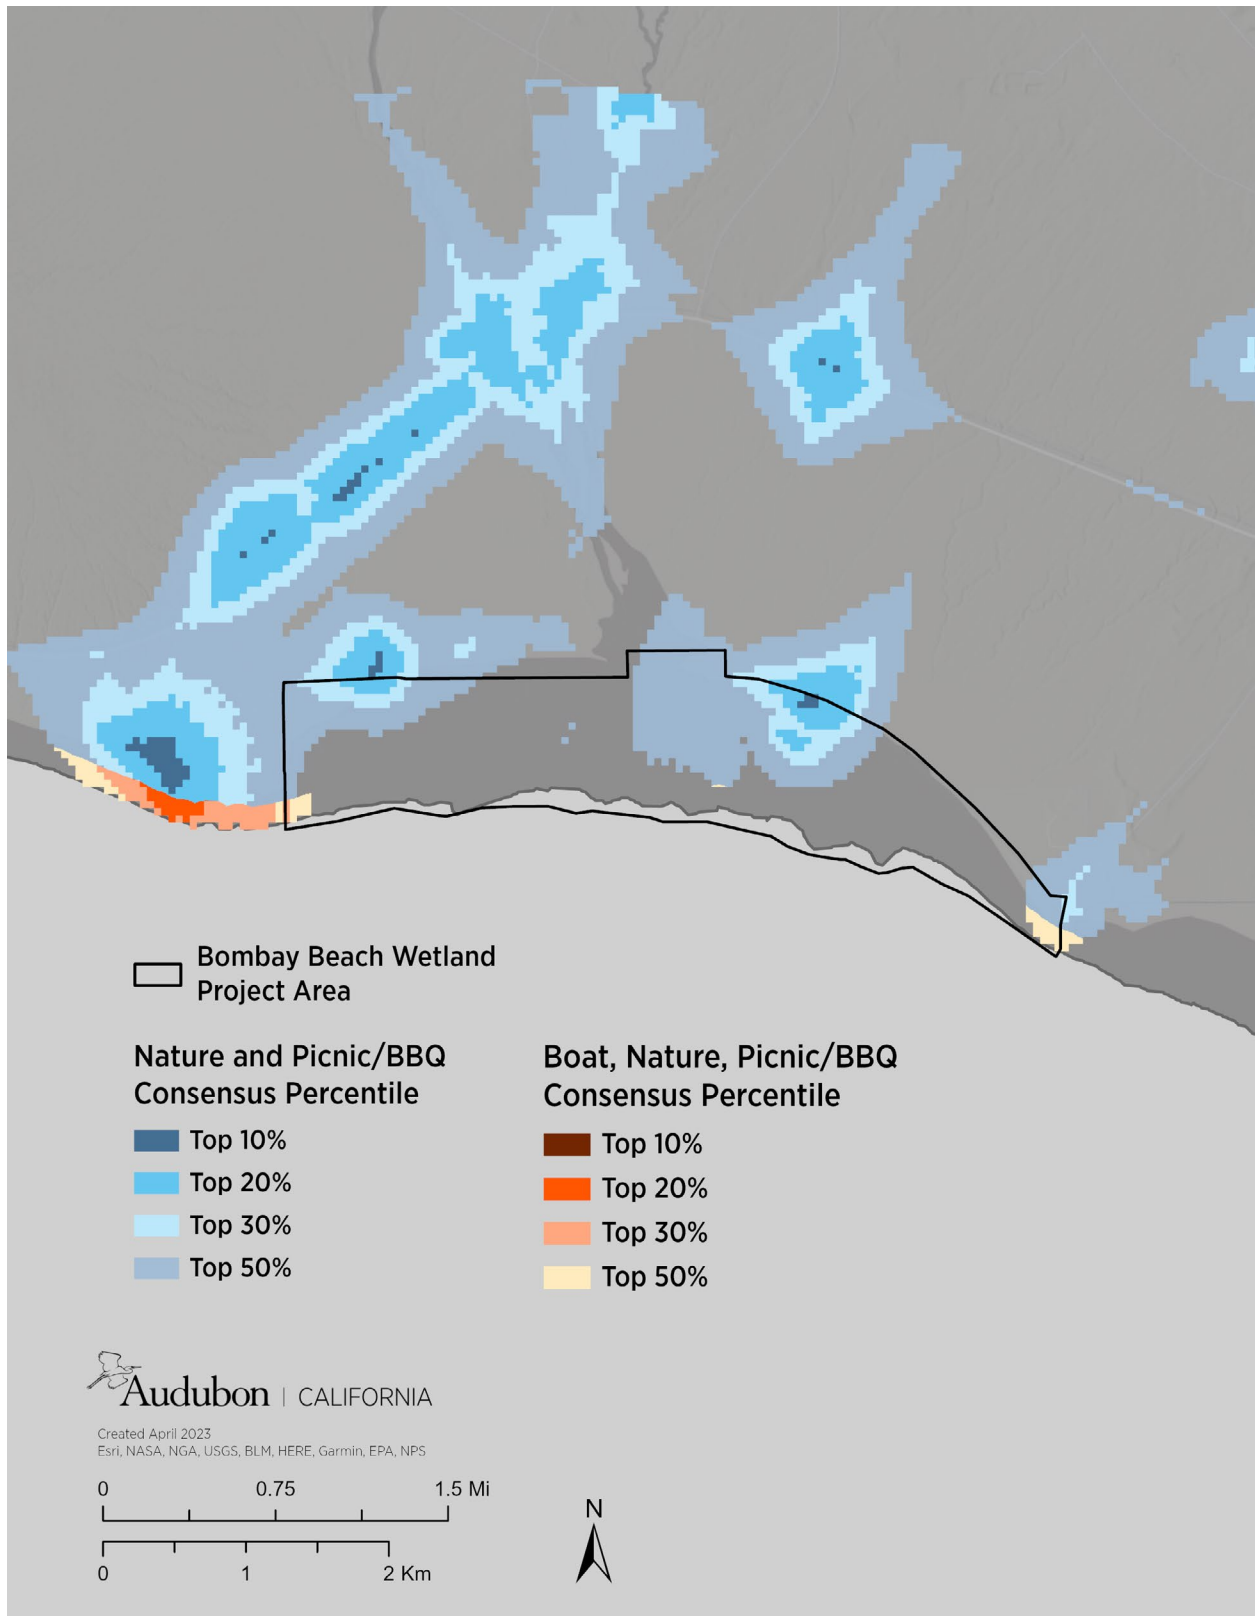 Bombay Beach Wetland
Project Area
Nature and Picnic/BBQ
Consensus Percentile
Top 10%
Top 20%
Top 30%
Top 50%
Boat, Nature, Picnic/BBQ
Consensus Percentile
Top 10%
Top 20%
Top 30%
Top 50%
Audubon | CALIFORNIA
Created April 2023
Esri, NASA, NGA, USGS, BLM, HERE, Garmin, EPA, NPS
0 0.75 1.5 Mi
0 1 2 Km
N